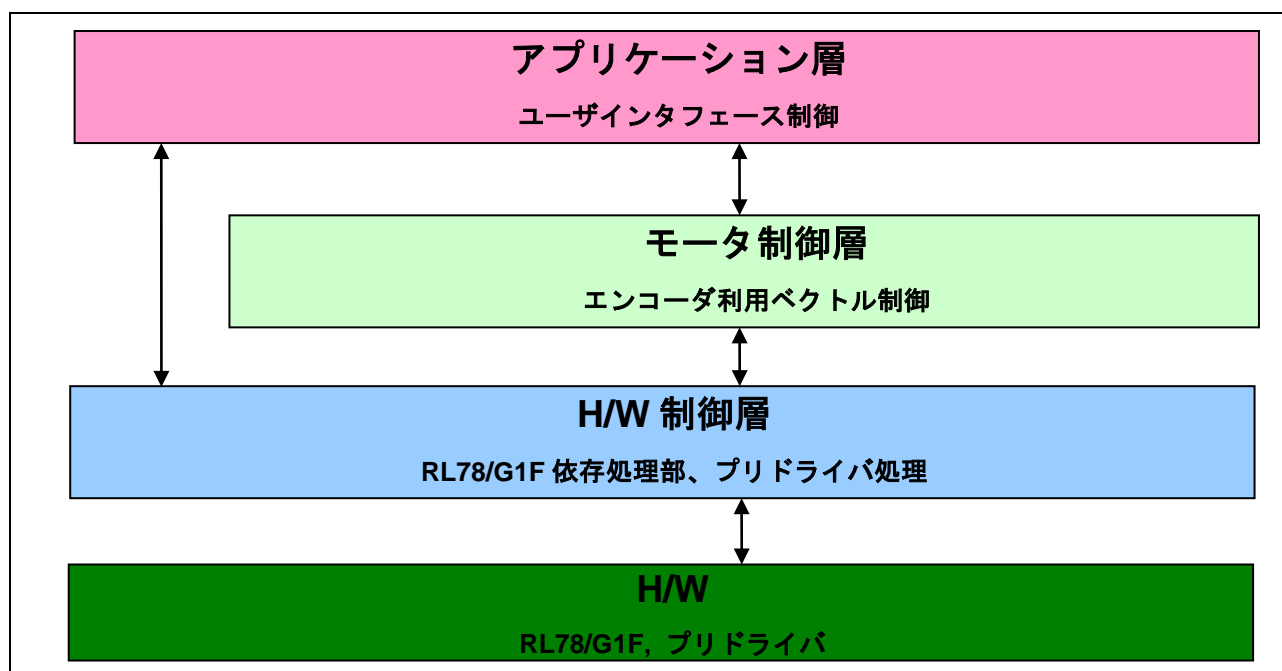 アプリケーション層
ユーザインタフェース制御
モータ制御層
エンコーダ利用ベクトル制御
H/W 制御層
RL78/G1F 依存処理部、プリドライバ処理
H/W
RL78/G1F, プリドライバ